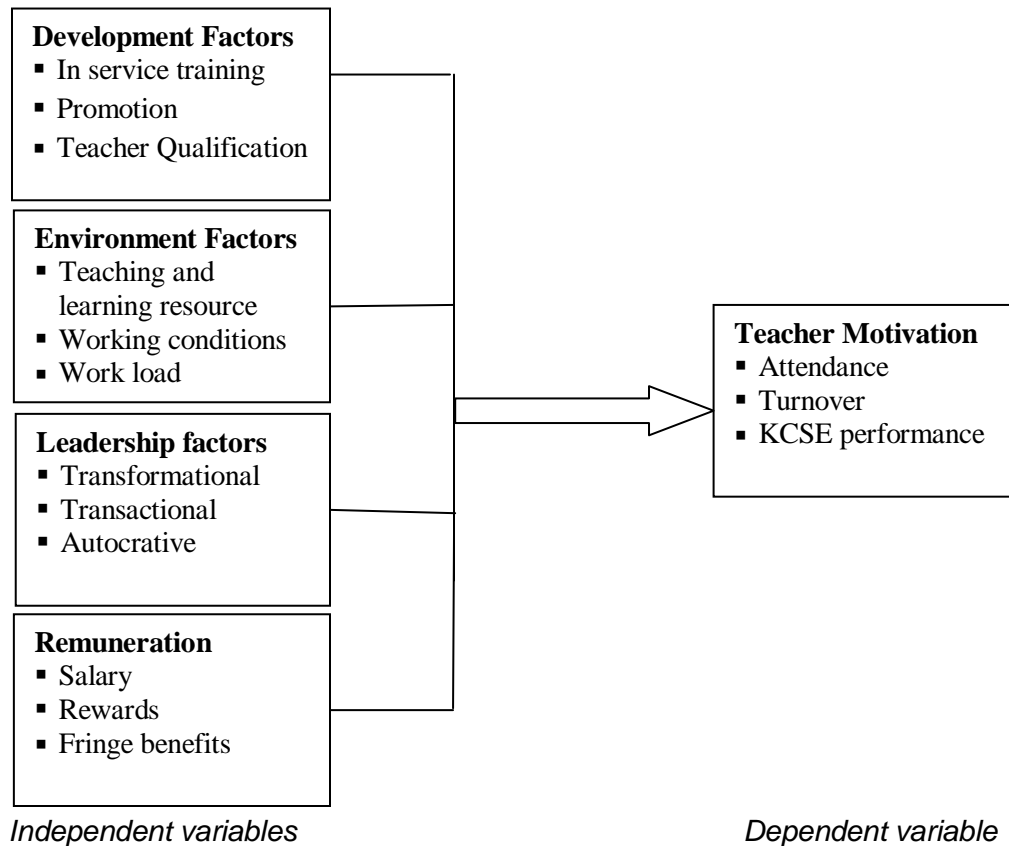 Development Factors
▪ In service training
▪ Promotion
▪ Teacher Qualification
Environment Factors
▪ Teaching and
learning resource
▪ Working conditions
▪ Work load
Leadership factors
▪ Transformational
▪ Transactional
▪ Autocrative
Remuneration
▪ Salary
▪ Rewards
▪ Fringe benefits
Independent variables
Teacher Motivation
▪ Attendance
▪ Turnover
▪ KCSE performance
Dependent variable